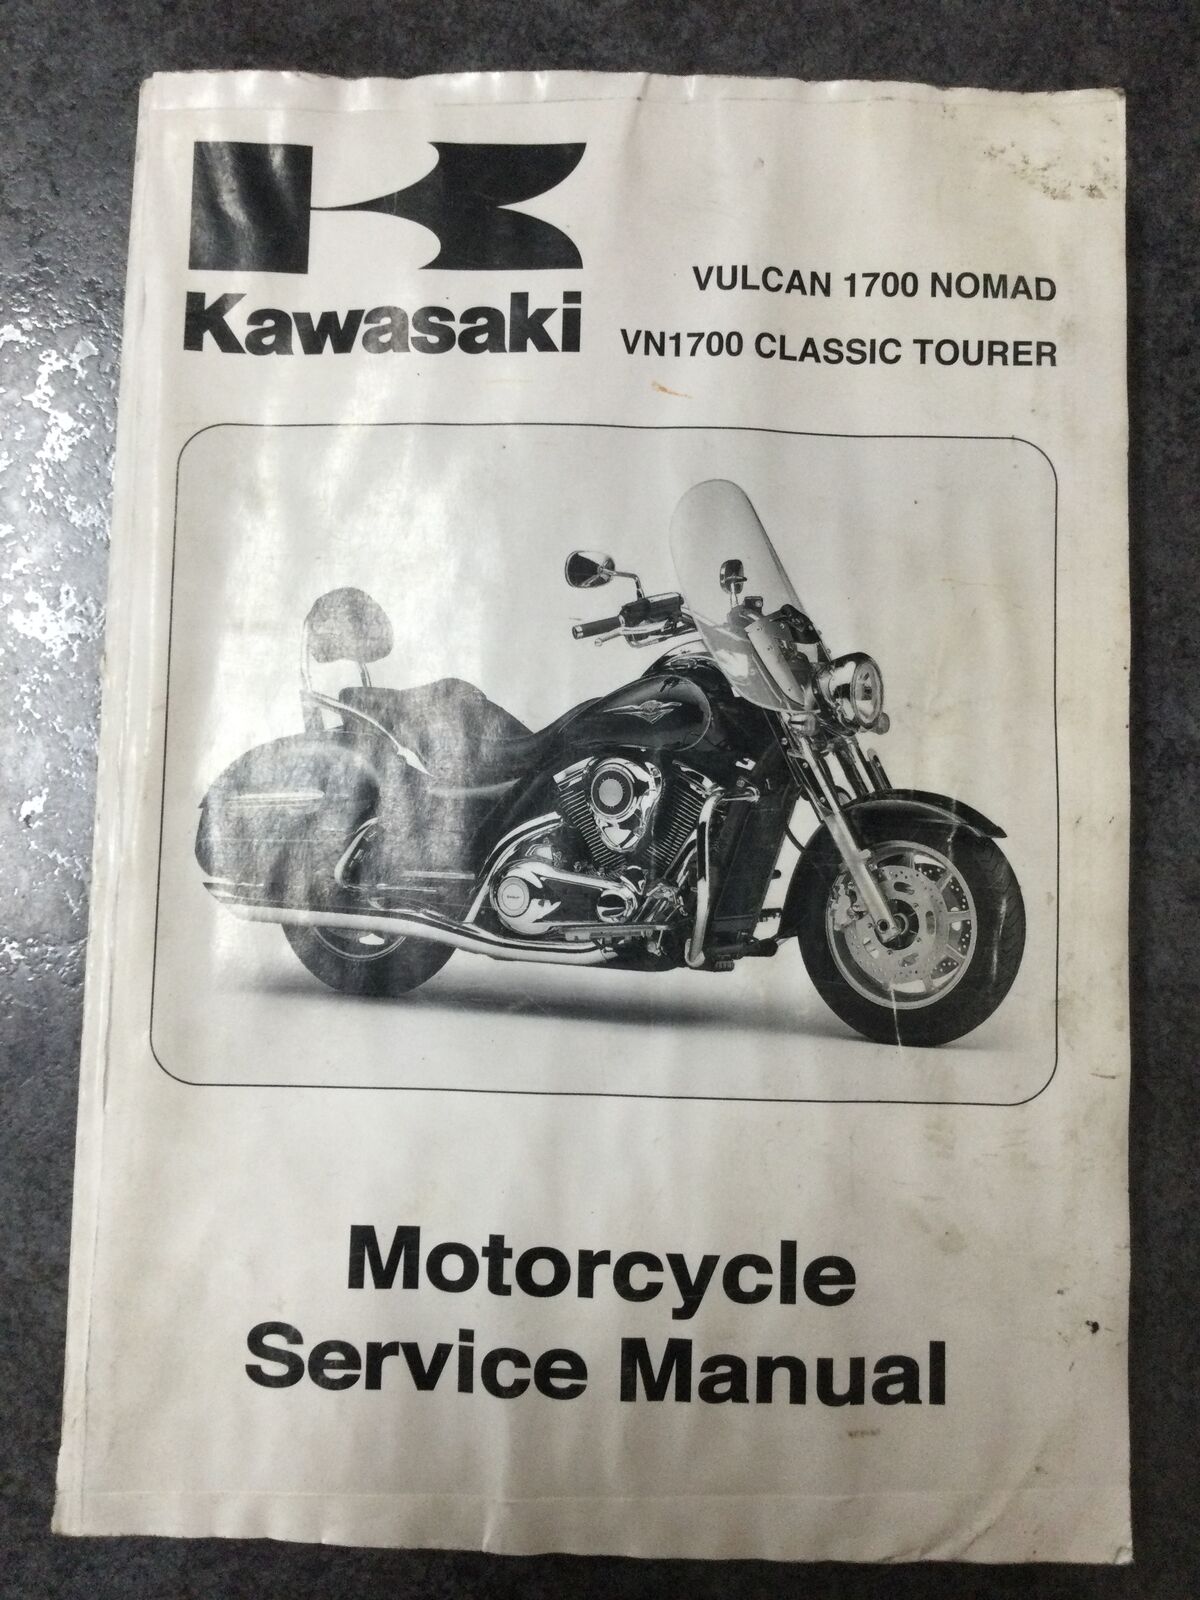 Kawasaki
VULCAN 1700 NOMAD
VN1700 CLASSIC TOURER
Motorcycle
Service Manual